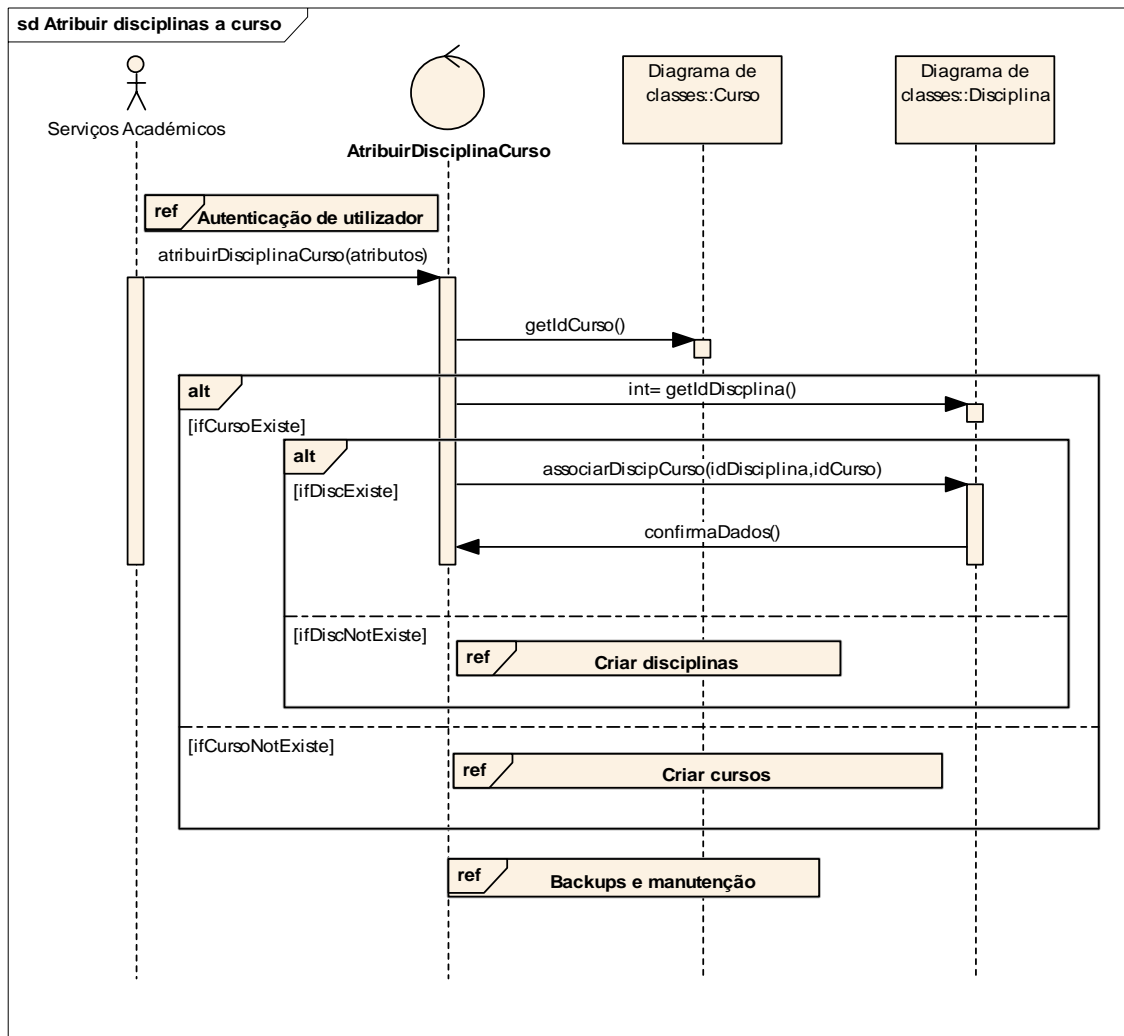 sd Atribuir disciplinas a curso
Serviços Académicos
AtribuirDisciplinaCurso
Diagrama de
classes::Curso
Diagrama de
classes::Disciplina
ref
Autenticação de utilizador
atribuirDisciplinaCurso(atributos)
getIdCurso()
alt
int= getIdDiscplina()
[ifCursoExiste]
alt
associarDiscipCurso(idDisciplina,idCurso)
[ifDiscExiste]
confirmaDados()
[ifDiscNotExiste]
ref
Criar disciplinas
[ifCursoNotExiste]
ref
Criar cursos
ref
Backups e manutenção